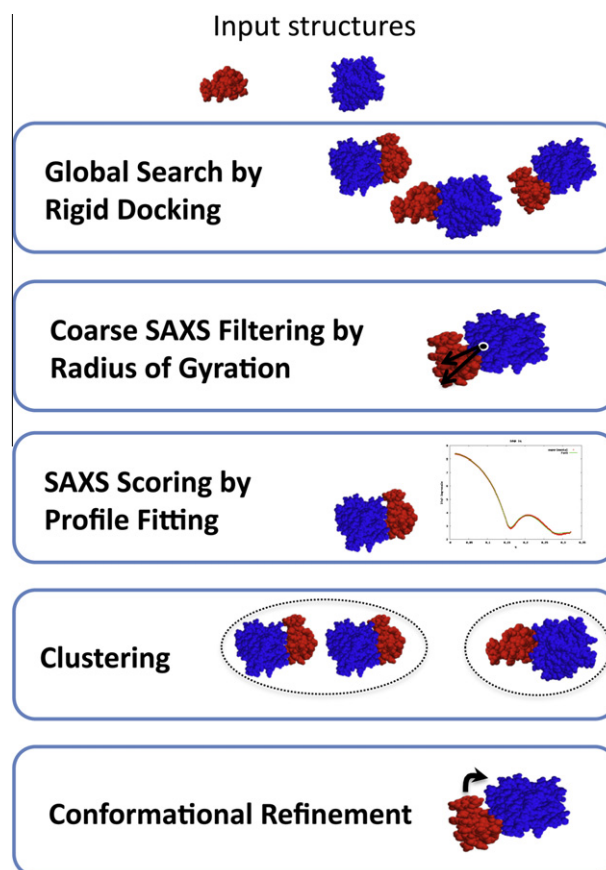 Input structures
Global Search by
Rigid Docking
Coarse SAXS Filtering by
Radius of Gyration
SAXS Scoring by
Profile Fitting
Clustering
Conformational Refinement